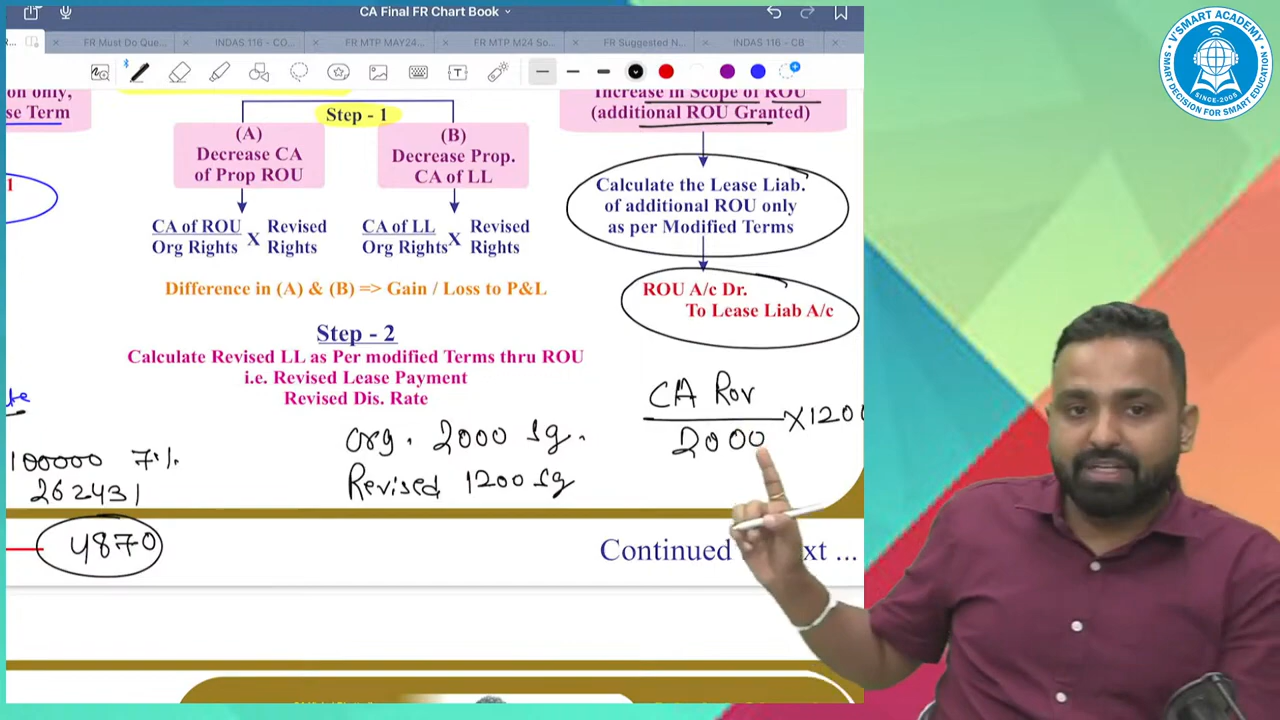 CA Final FR Chart Book
FR Must Do Que...
INDAS 116 - CO...
FR MTP MAY24...
FR MTP M24 So...
FR Suggested N...
INDAS 116 - CB
V'SMART ACADEMY
SMART DECISION FOR SMART EDUCATION
SINCE-2008
on only,
se Term
Step - 1
(A)
Decrease CA
of Prop ROU
(B)
Decrease Prop.
CA of LL
CA of ROU
Org Rights
X
Revised
Rights
CA of LL
Org Rights
X
Revised
Rights
Difference in (A) & (B) => Gain / Loss to P&L
Step - 2
Calculate Revised LL as Per modified Terms thru ROU
i.e. Revised Lease Payment
Revised Dis. Rate
Increase in Scope of ROU
(additional ROU Granted)
Calculate the Lease Liab.
of additional ROU only
as per Modified Terms
ROU A/c Dr.
To Lease Liab A/c
te
100000 7%
262431
4870
Org. 2000 Sq.
Revised 1200 Sq
CA Rov
2000
X1200
Continued
xt ...